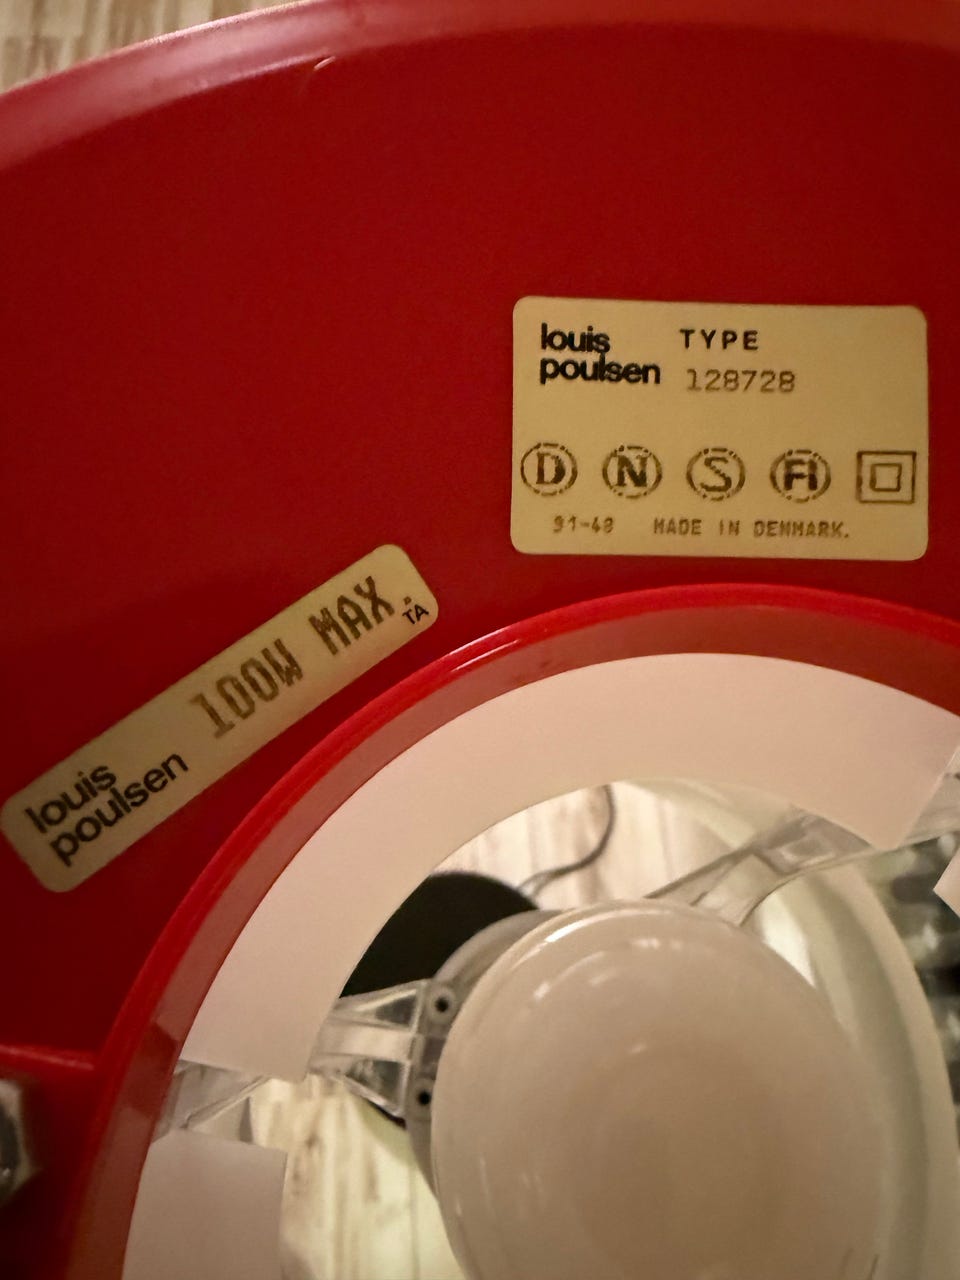 louis
poulsen
TYPE
128728
D N S FI
91-48 MADE IN DENMARK.
louis
poulsen
100W MAX.
TA